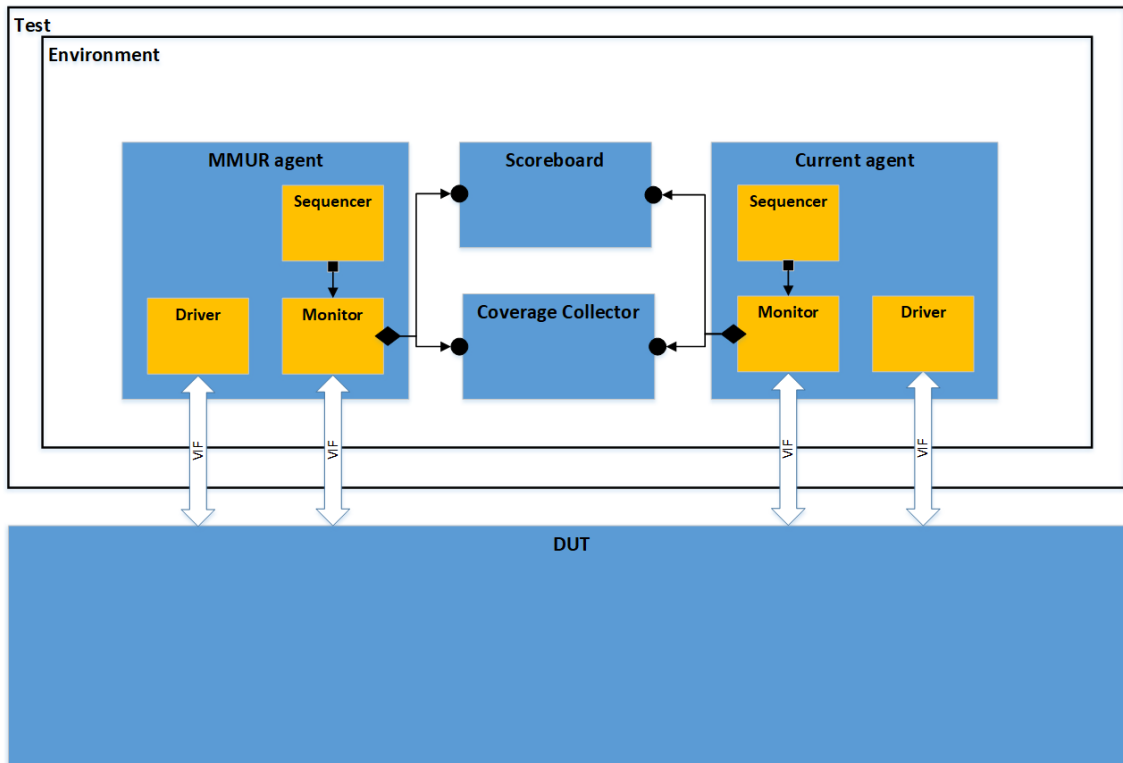 Test
Environment
MMUR agent
Scoreboard
Current agent
Sequencer
Sequencer
Driver
Monitor
Coverage Collector
Monitor
Driver
VIF
VIF
VIF
VIF
DUT